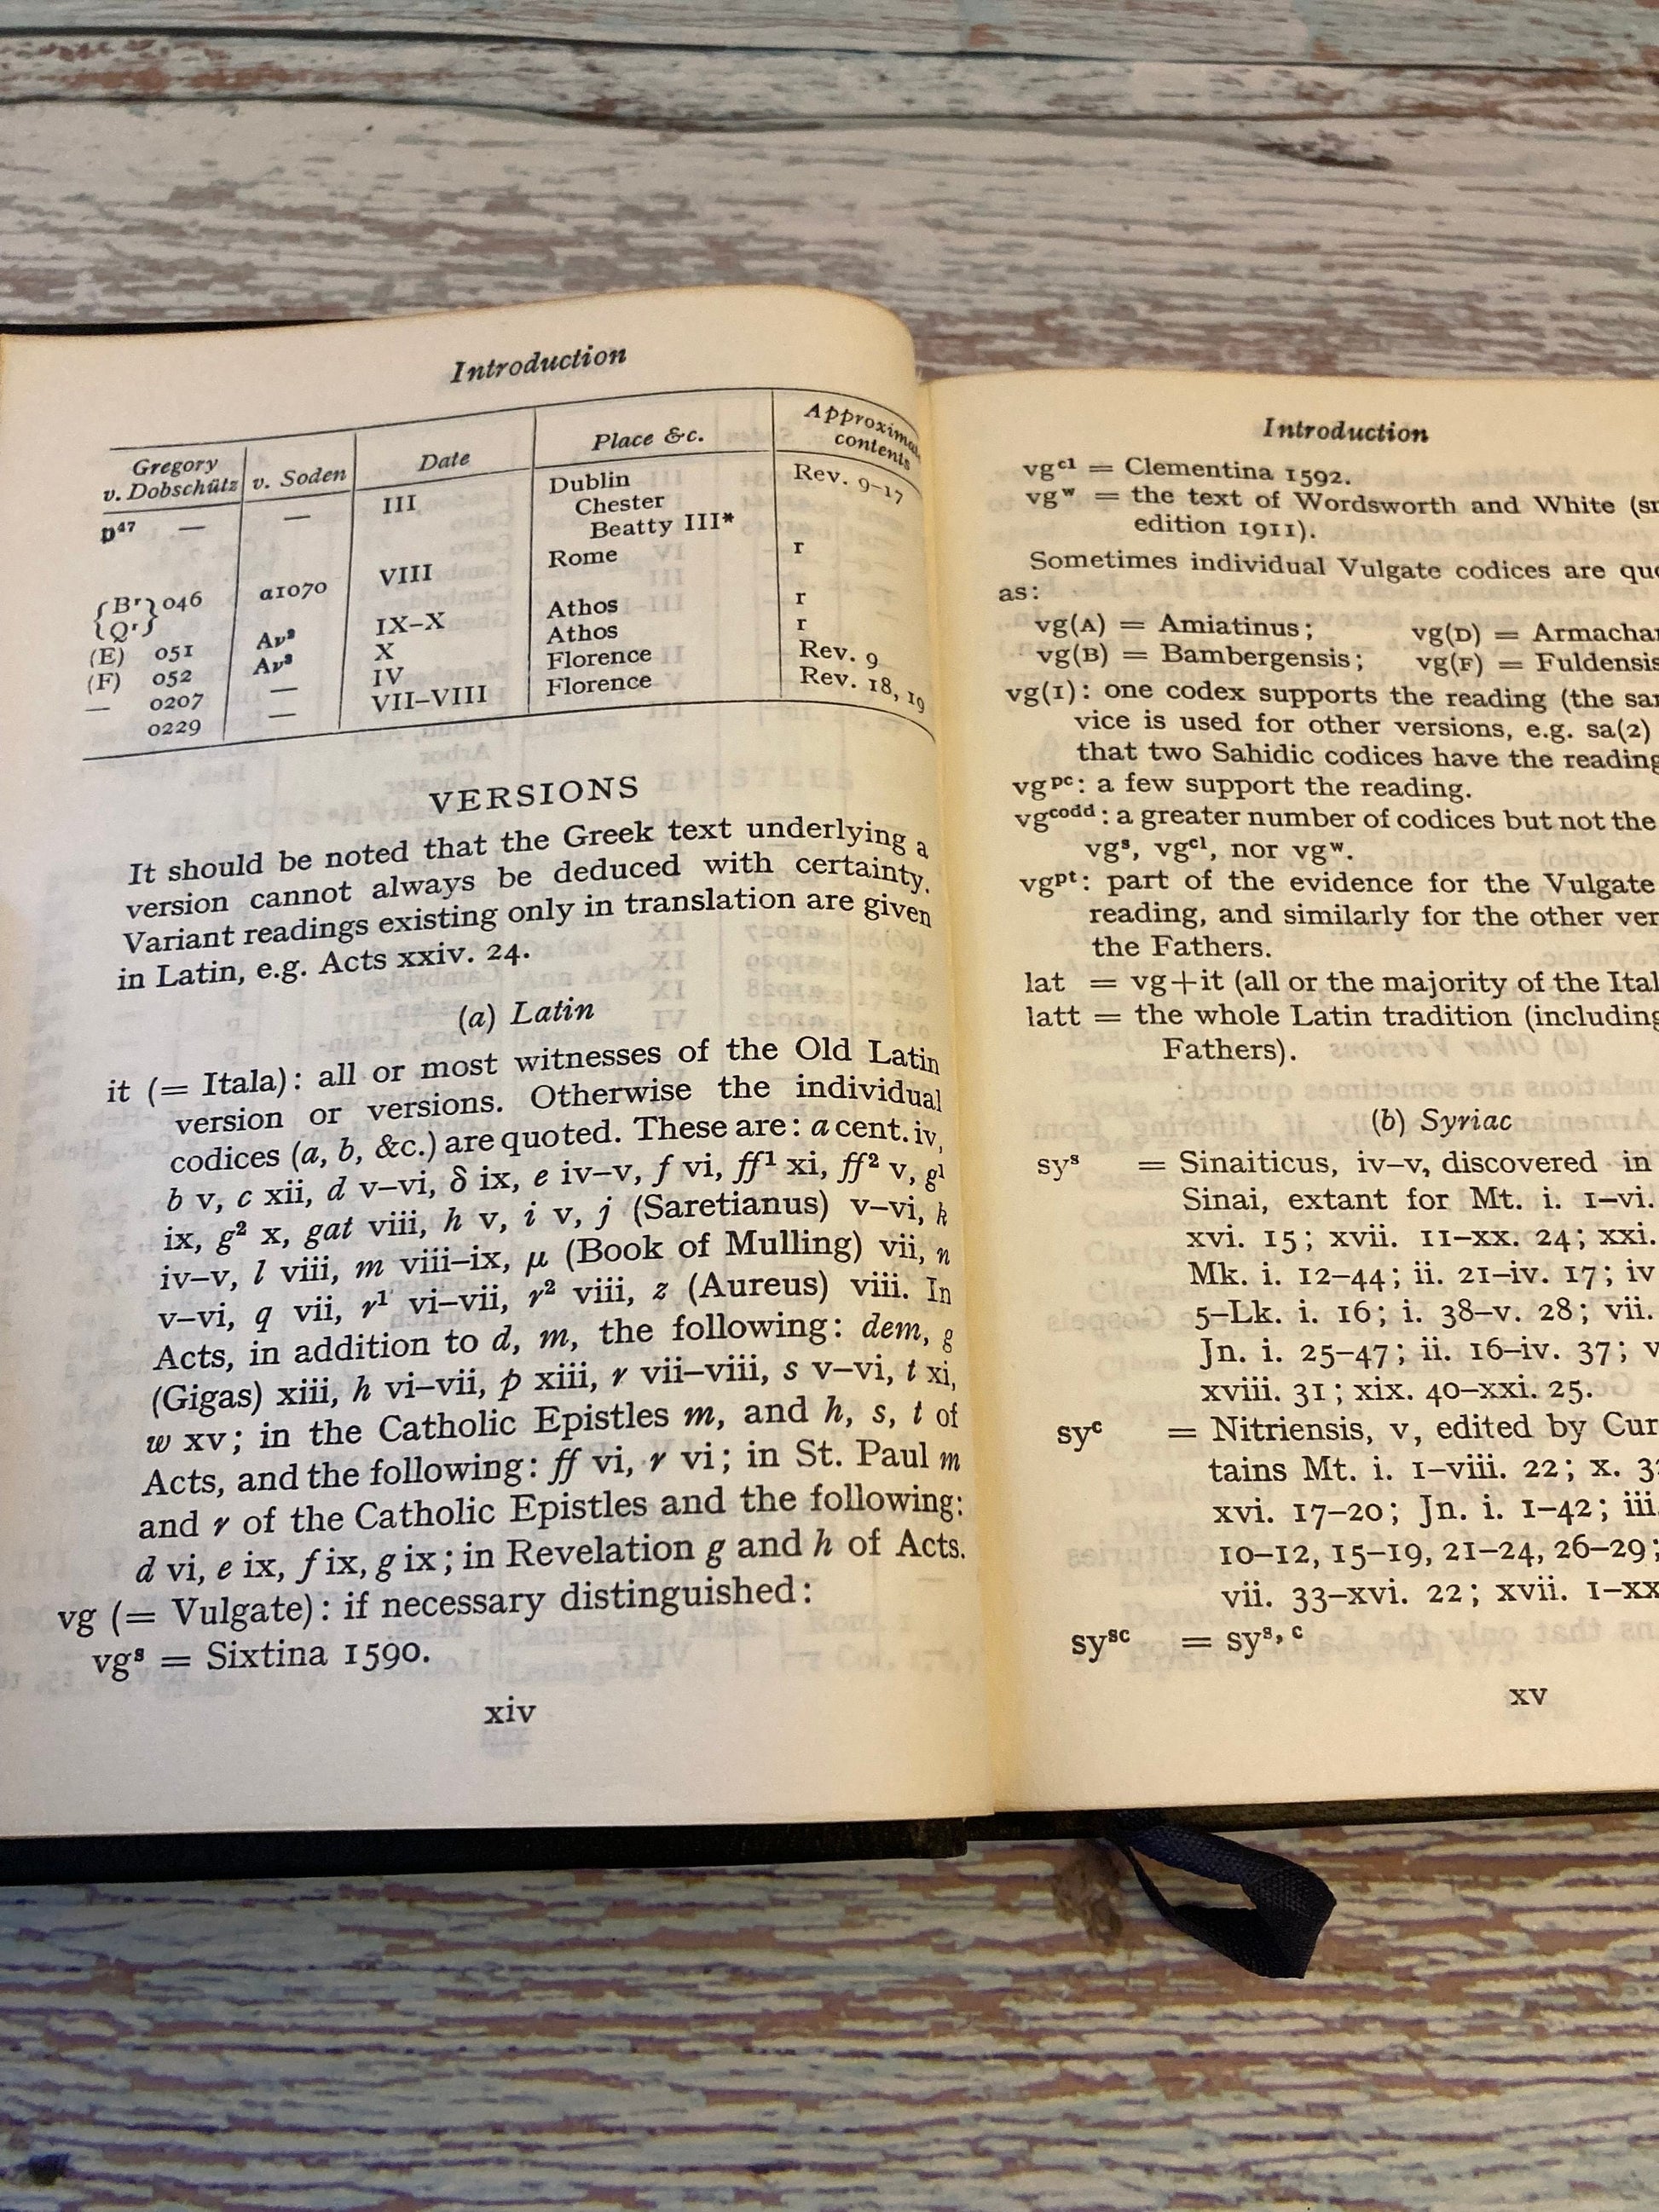 Introduction
Gregory v. Dobschütz | v. Soden | Date | Place &c. | contents
𝔭⁴⁷ — | — | III | Dublin Chester Beatty III* | Rev. 9–17
{Bʳ Qʳ} 046 | α1070 | VIII | Rome | r
(E) 051 | Αν² | IX–X | Athos | r
(F) 052 | Αν³ | X | Athos | r
— 0207 | — | IV | Florence | Rev. 9
0229 | — | VII–VIII | Florence | Rev. 18, 19
VERSIONS
It should be noted that the Greek text underlying a
version cannot always be deduced with certainty.
Variant readings existing only in translation are given
in Latin, e.g. Acts xxiv. 24.
(a) Latin
it (= Itala): all or most witnesses of the Old Latin
version or versions. Otherwise the individual
codices (a, b, &c.) are quoted. These are: a cent. iv,
b v, c xii, d v–vi, δ ix, e iv–v, f vi, ff¹ xi, ff² v, g¹
ix, g² x, gat viii, h v, i v, j (Saretianus) v–vi, k
iv–v, l viii, m viii–ix, μ (Book of Mulling) vii, n
v–vi, q vii, r¹ vi–vii, r² viii, z (Aureus) viii. In
Acts, in addition to d, m, the following: dem, g
(Gigas) xiii, h vi–vii, p xiii, r vii–viii, s v–vi, t xi,
w xv; in the Catholic Epistles m, and h, s, t of
Acts, and the following: ff vi, r vi; in St. Paul m
and r of the Catholic Epistles and the following:
d vi, e ix, f ix, g ix; in Revelation g and h of Acts.
vg (= Vulgate): if necessary distinguished:
vgˢ = Sixtina 1590.
xiv
Introduction
vgᶜˡ = Clementina 1592.
vgʷ = the text of Wordsworth and White
edition 1911).
Sometimes individual Vulgate codices are
as:
vg(A) = Amiatinus; vg(D) =
vg(B) = Bambergensis; vg(F) = Fuldensis
vg(1): one codex supports the reading (the
vice is used for other versions, e.g. sa(2)
that two Sahidic codices have the reading
vgᵖᶜ: a few support the reading.
vgᶜᵒᵈᵈ: a greater number of codices but not the
vgˢ, vgᶜˡ, nor vgʷ.
vgᵖᵗ: part of the evidence for the Vulgate
reading, and similarly for the other
the Fathers.
lat = vg+it (all or the majority of the
latt = the whole Latin tradition (including
Fathers).
(b) Syriac
syˢ = Sinaiticus, iv–v, discovered in
Sinai, extant for Mt. i. 1–vi.
xvi. 15; xvii. 11–xx. 24; xxi.
Mk. i. 12–44; ii. 21–iv. 17; iv
5–Lk. i. 16; i. 38–v. 28; vii.
Jn. i. 25–47; ii. 16–iv. 37; v
xviii. 31; xix. 40–xxi. 25.
syᶜ = Nitriensis, v, edited by
tains Mt. i. 1–viii. 22; x.
xvi. 17–20; Jn. i. 1–42; iii.
10–12, 15–19, 21–24, 26–29;
vii. 33–xvi. 22; xvii.
syˢᶜ = syˢ, ᶜ
xv